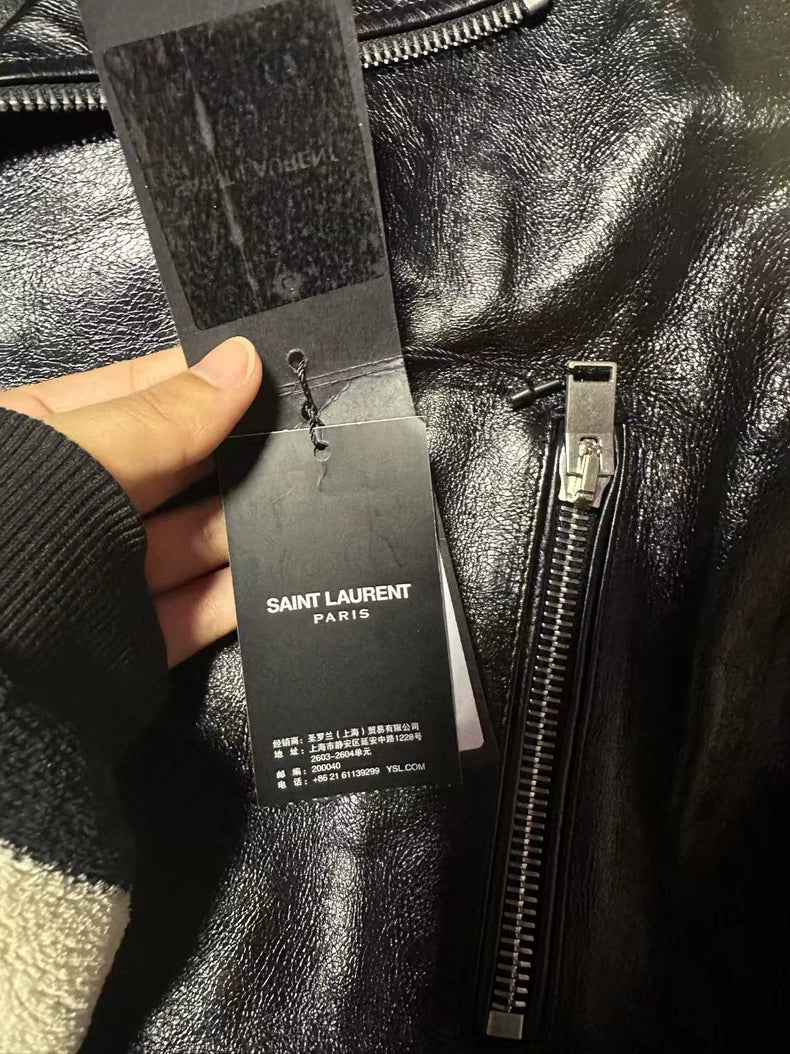 SAINT LAURENT
SAINT LAURENT
PARIS
经销商：圣罗兰（上海）贸易有限公司
地 址：上海市静安区延安中路1228号
2603-2604单元
邮 编：200040
电 话：+86 21 61139299 YSL.COM